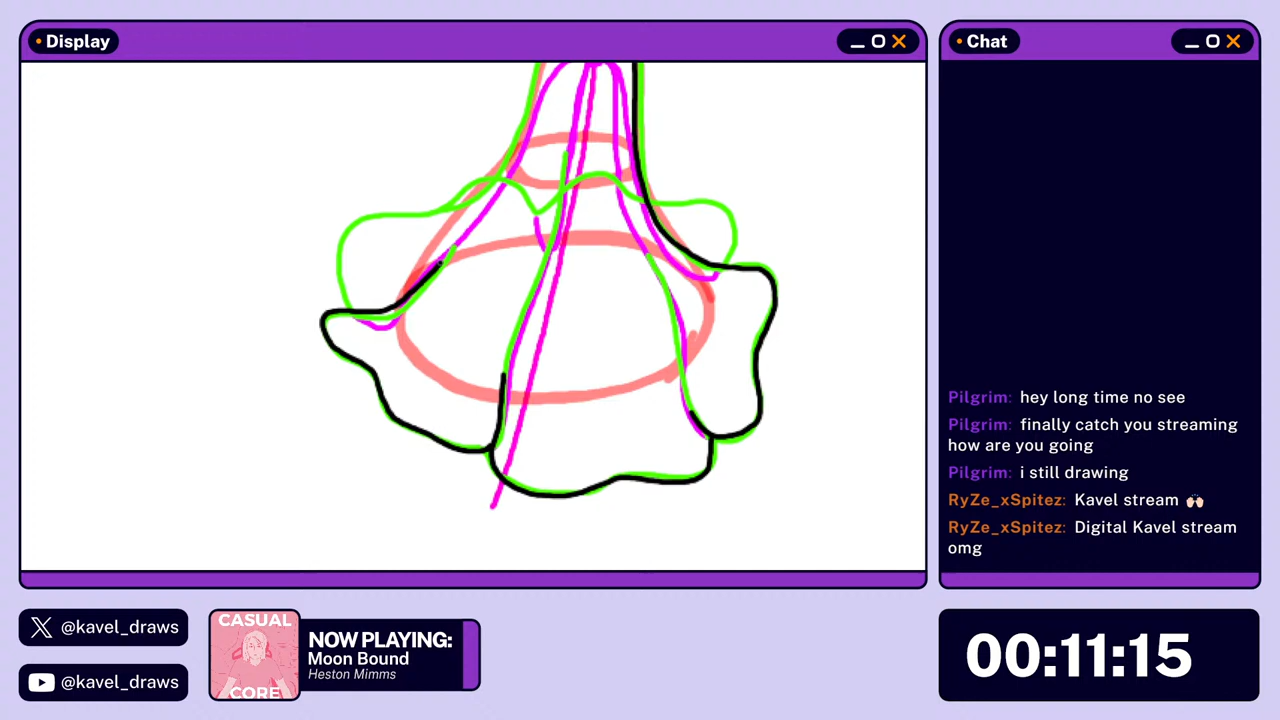 Display
Chat
Pilgrim: hey long time no see
Pilgrim: finally catch you streaming
how are you going
Pilgrim: i still drawing
RyZe_xSpitez: Kavel stream 🙌🏻
RyZe_xSpitez: Digital Kavel stream
omg
@kavel_draws
@kavel_draws
CASUAL
CORE
NOW PLAYING:
Moon Bound
Heston Mimms
00:11:15